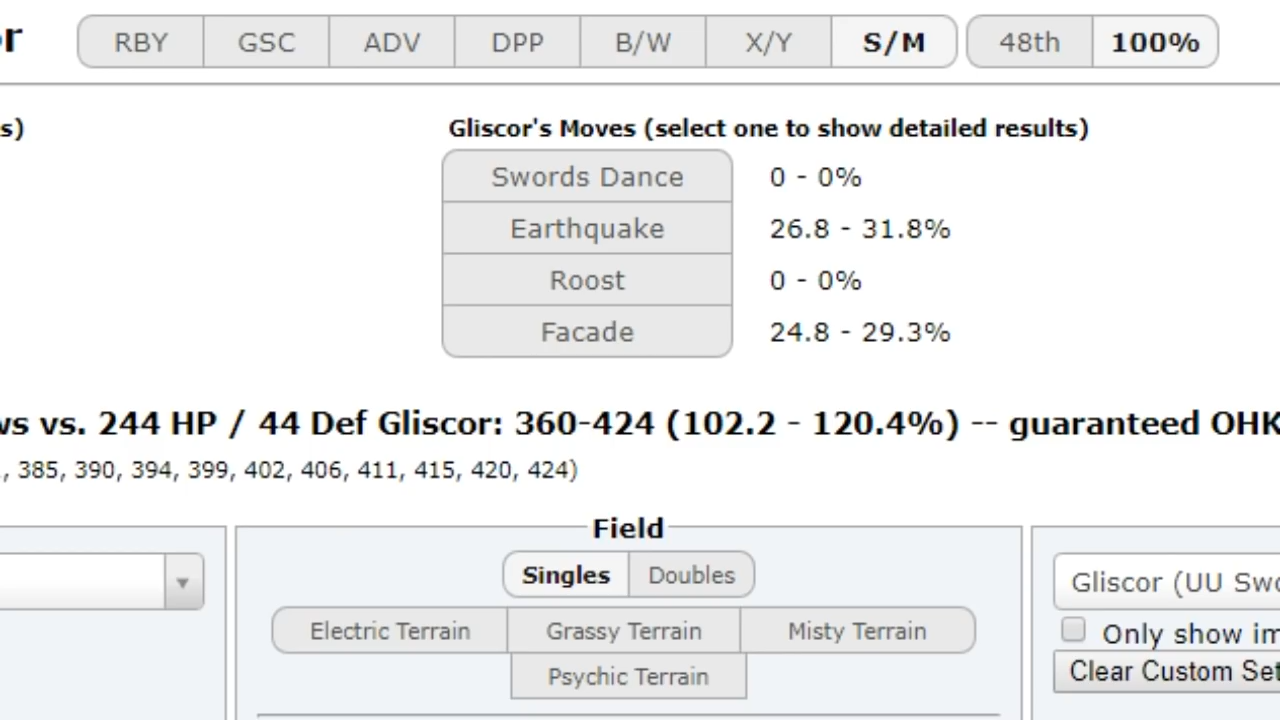 r RBY GSC ADV DPP B/W X/Y S/M 48th 100%
s) Gliscor's Moves (select one to show detailed results)
Swords Dance 0 - 0%
Earthquake 26.8 - 31.8%
Roost 0 - 0%
Facade 24.8 - 29.3%
ws vs. 244 HP / 44 Def Gliscor: 360-424 (102.2 - 120.4%) -- guaranteed OHK
, 385, 390, 394, 399, 402, 406, 411, 415, 420, 424)
Field
Singles Doubles
Gliscor (UU Swo
Electric Terrain Grassy Terrain Misty Terrain
Only show im
Psychic Terrain
Clear Custom Set